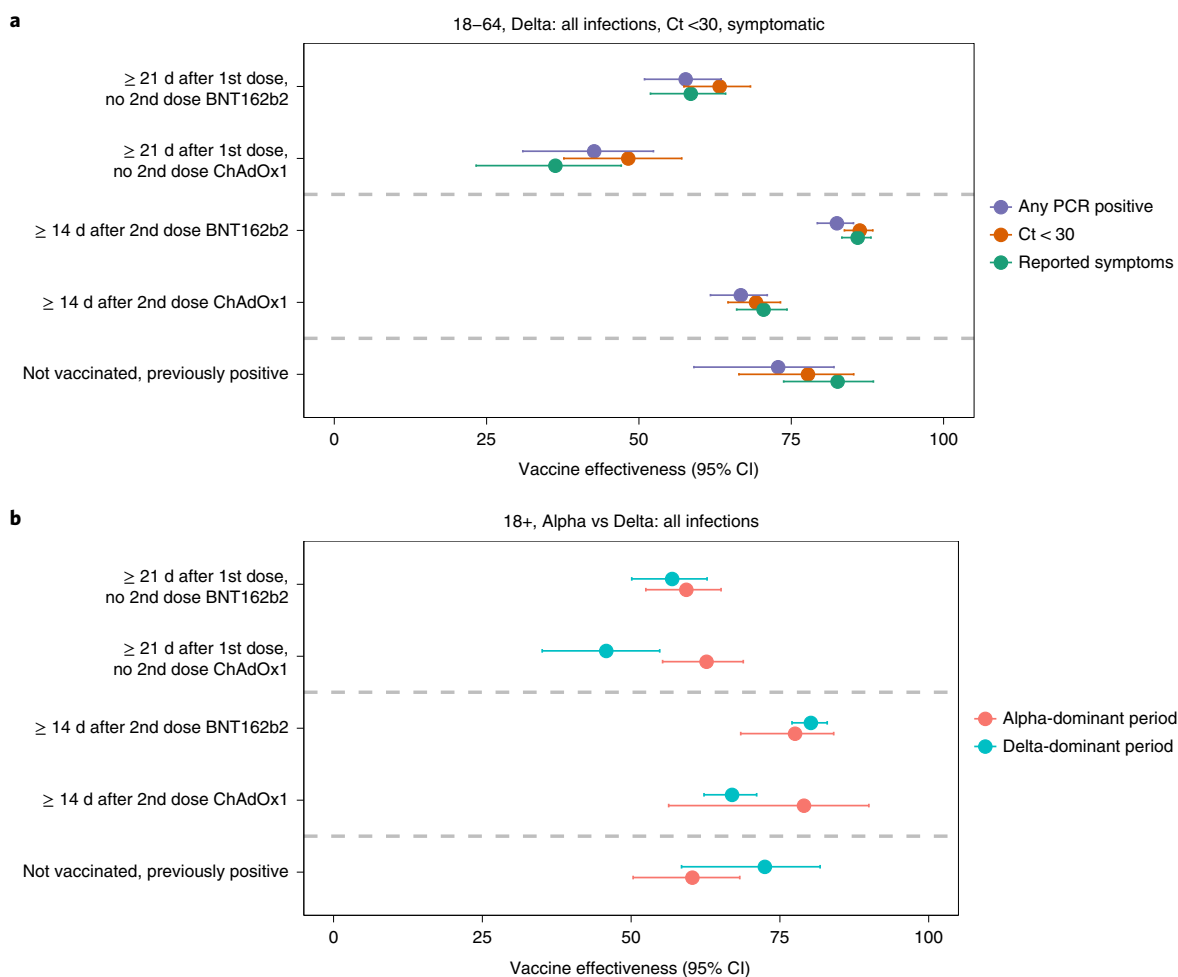 a
18–64, Delta: all infections, Ct <30, symptomatic
≥ 21 d after 1st dose,
no 2nd dose BNT162b2
≥ 21 d after 1st dose,
no 2nd dose ChAdOx1
≥ 14 d after 2nd dose BNT162b2
≥ 14 d after 2nd dose ChAdOx1
Not vaccinated, previously positive
0 25 50 75 100
Vaccine effectiveness (95% CI)
Any PCR positive
Ct < 30
Reported symptoms
b
18+, Alpha vs Delta: all infections
≥ 21 d after 1st dose,
no 2nd dose BNT162b2
≥ 21 d after 1st dose,
no 2nd dose ChAdOx1
≥ 14 d after 2nd dose BNT162b2
≥ 14 d after 2nd dose ChAdOx1
Not vaccinated, previously positive
0 25 50 75 100
Vaccine effectiveness (95% CI)
Alpha-dominant period
Delta-dominant period